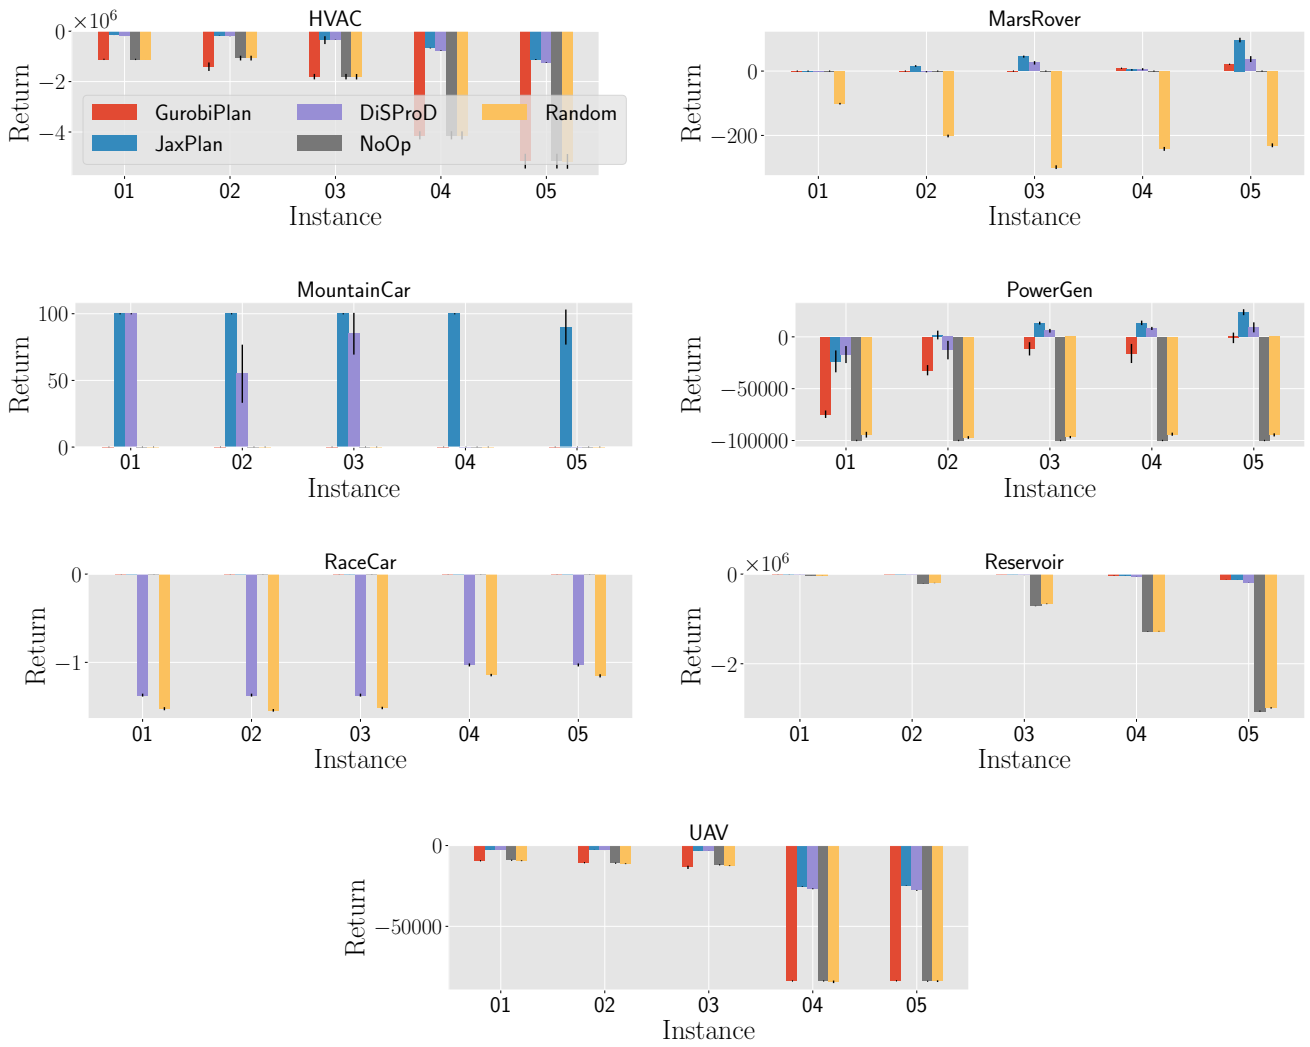 HVAC
×10⁶
0
−2
−4
Return
GurobiPlan
DiSProD
Random
JaxPlan
NoOp
01 02 03 04 05
Instance
MarsRover
0
−200
Return
01 02 03 04 05
Instance
MountainCar
100
50
0
Return
01 02 03 04 05
Instance
PowerGen
0
−50000
−100000
Return
01 02 03 04 05
Instance
RaceCar
0
−1
Return
01 02 03 04 05
Instance
Reservoir
×10⁶
0
−2
Return
01 02 03 04 05
Instance
UAV
0
−50000
Return
01 02 03 04 05
Instance